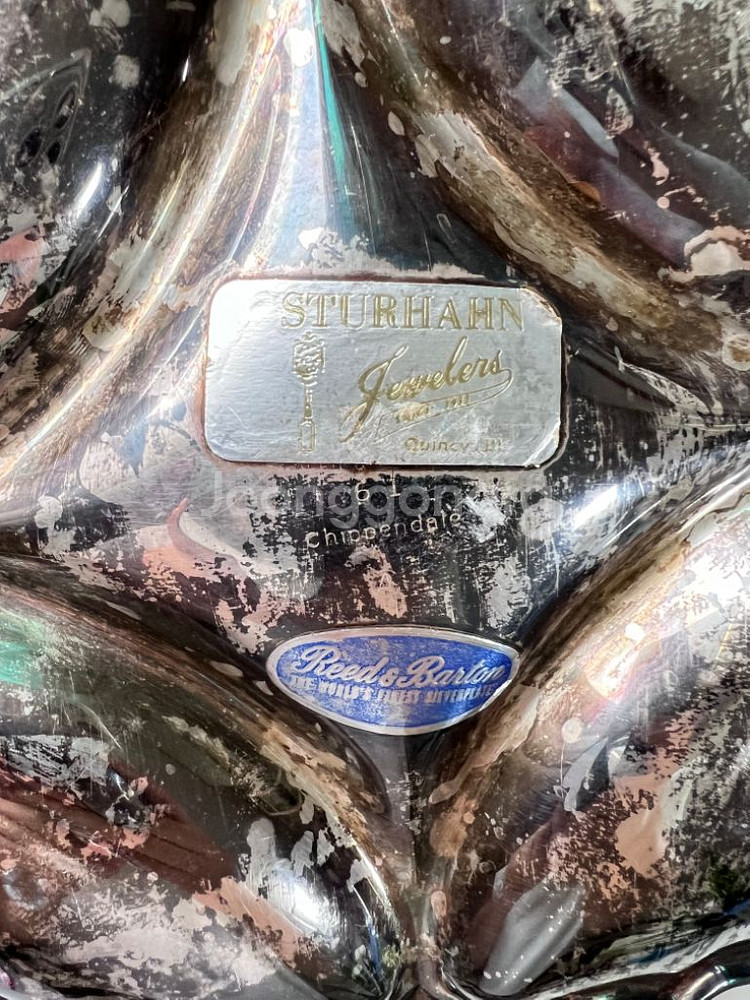 STURHAHN
Jewelers
Quincy, Ill.
Chippendale
Reed & Barton
THE WORLD'S FINEST SILVERPLATE